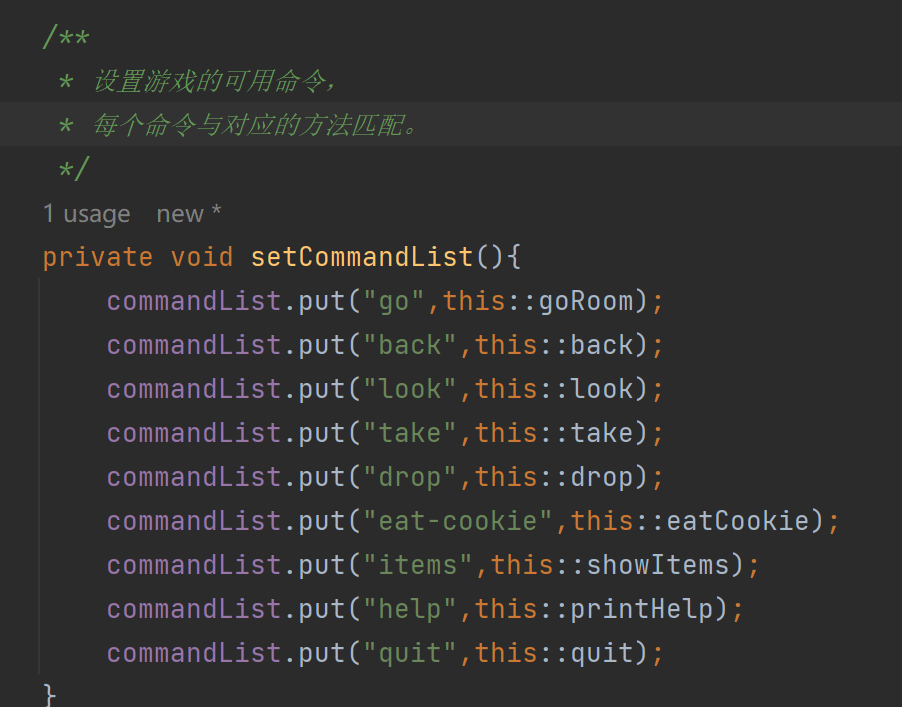 /**
 * 设置游戏的可用命令，
 * 每个命令与对应的方法匹配。
 */
1 usage   new *
private void setCommandList(){
    commandList.put("go",this::goRoom);
    commandList.put("back",this::back);
    commandList.put("look",this::look);
    commandList.put("take",this::take);
    commandList.put("drop",this::drop);
    commandList.put("eat-cookie",this::eatCookie);
    commandList.put("items",this::showItems);
    commandList.put("help",this::printHelp);
    commandList.put("quit",this::quit);
}